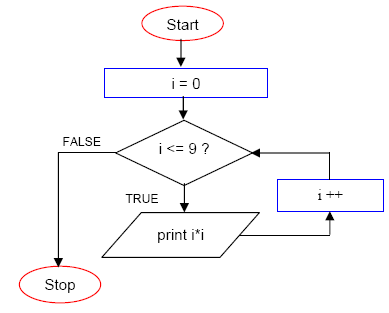 Start
i = 0
i <= 9 ?
FALSE
TRUE
i ++
print i*i
Stop